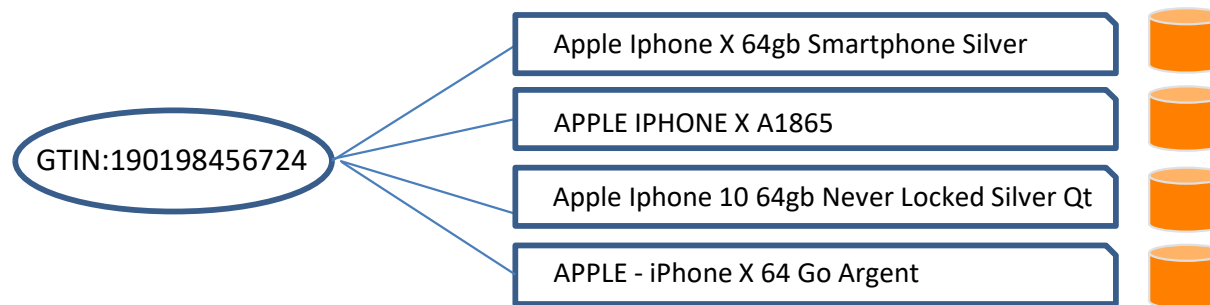 Apple Iphone X 64gb Smartphone Silver
APPLE IPHONE X A1865
GTIN:190198456724
Apple Iphone 10 64gb Never Locked Silver Qt
APPLE - iPhone X 64 Go Argent